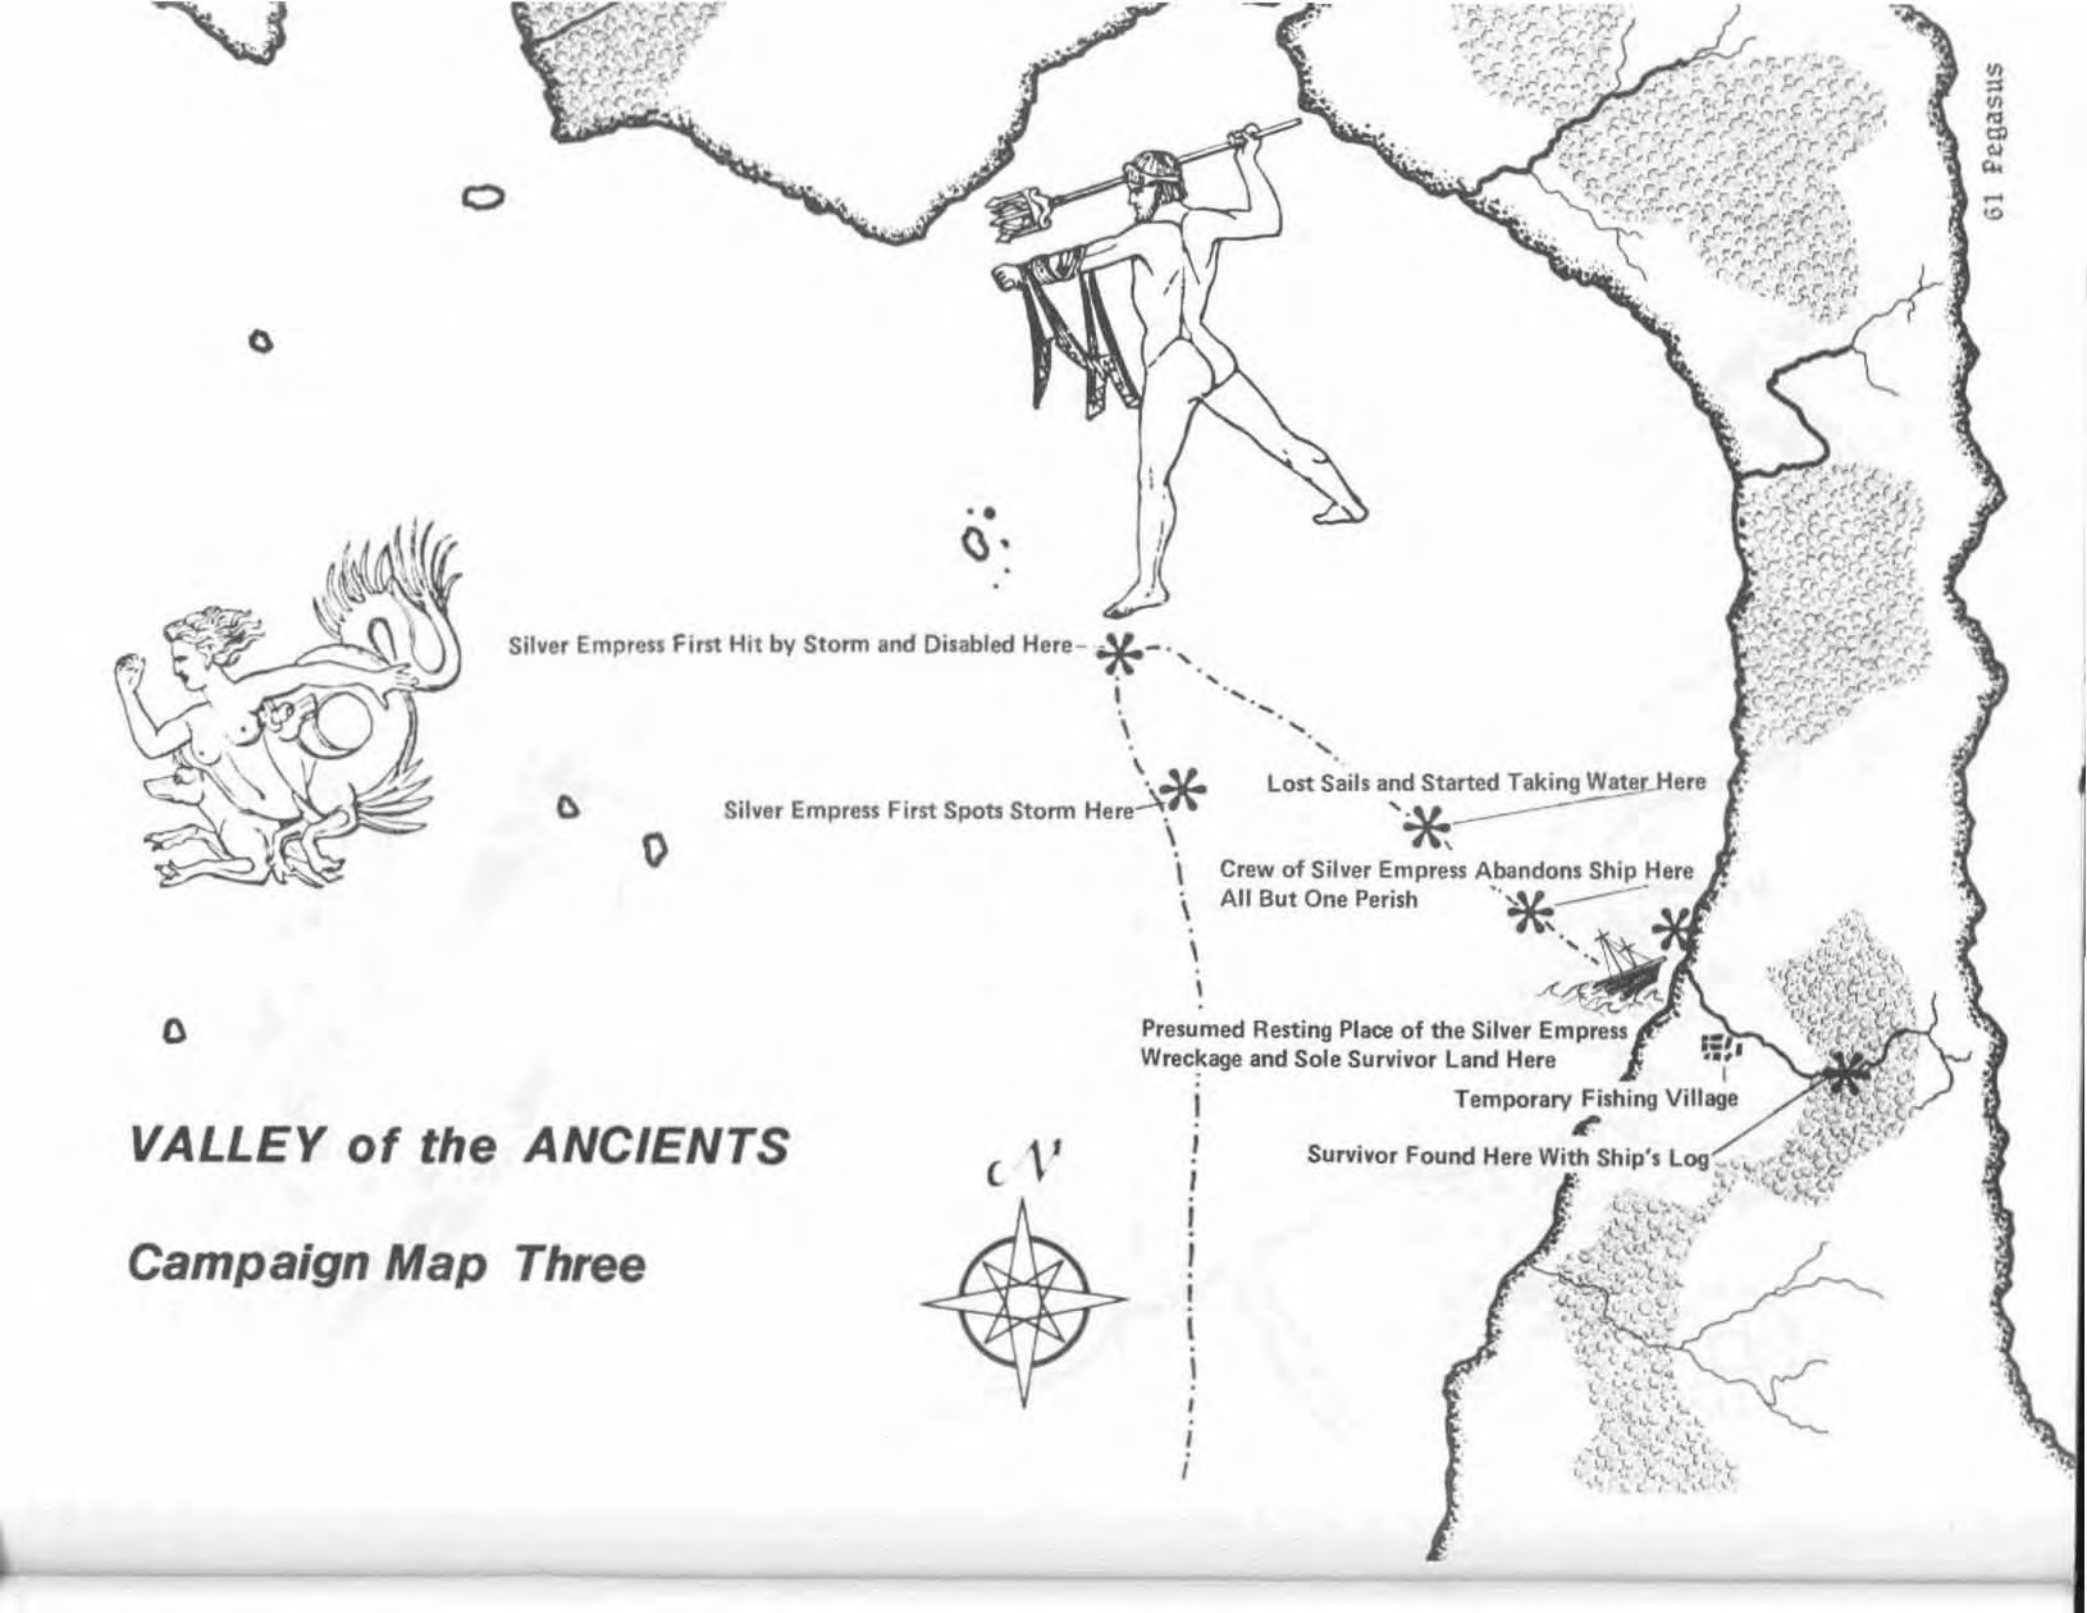 61 Pegasus
Silver Empress First Hit by Storm and Disabled Here
Lost Sails and Started Taking Water Here
Silver Empress First Spots Storm Here
Crew of Silver Empress Abandons Ship Here
All But One Perish
Presumed Resting Place of the Silver Empress
Wreckage and Sole Survivor Land Here
Temporary Fishing Village
Survivor Found Here With Ship's Log
N
VALLEY of the ANCIENTS
Campaign Map Three